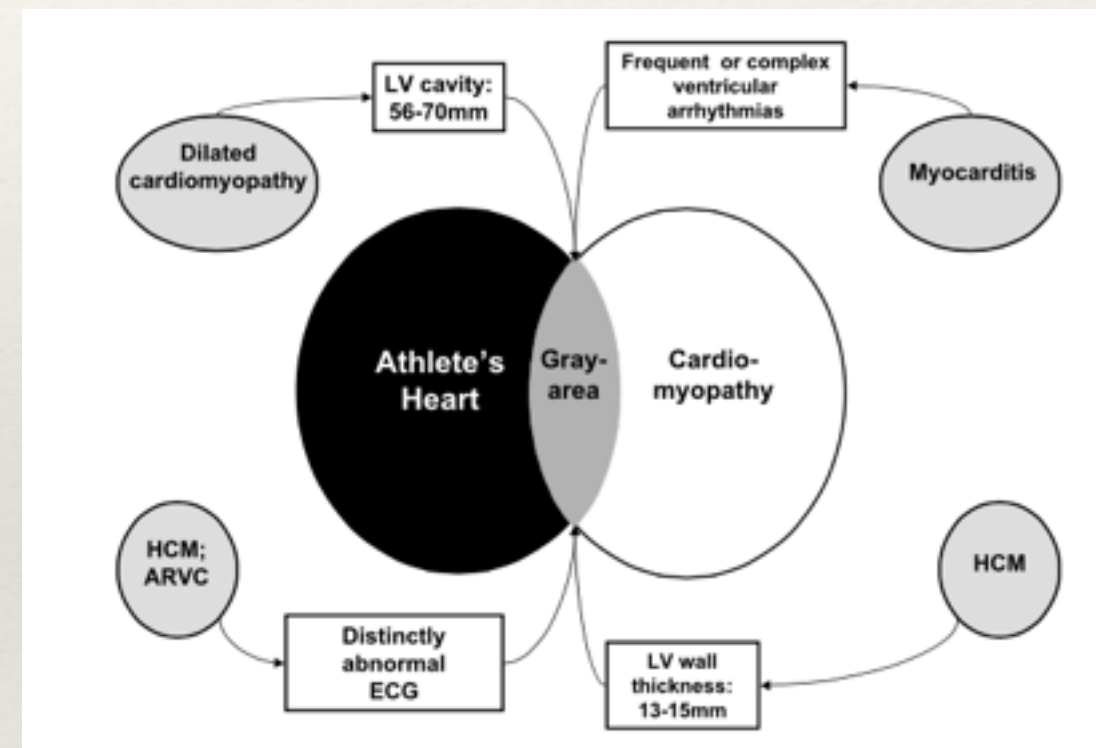 LV cavity:
56-70mm
Frequent or complex
ventricular
arrhythmias
Dilated
cardiomyopathy
Myocarditis
Athlete's
Heart
Gray-
area
Cardio-
myopathy
HCM;
ARVC
HCM
Distinctly
abnormal
ECG
LV wall
thickness:
13-15mm